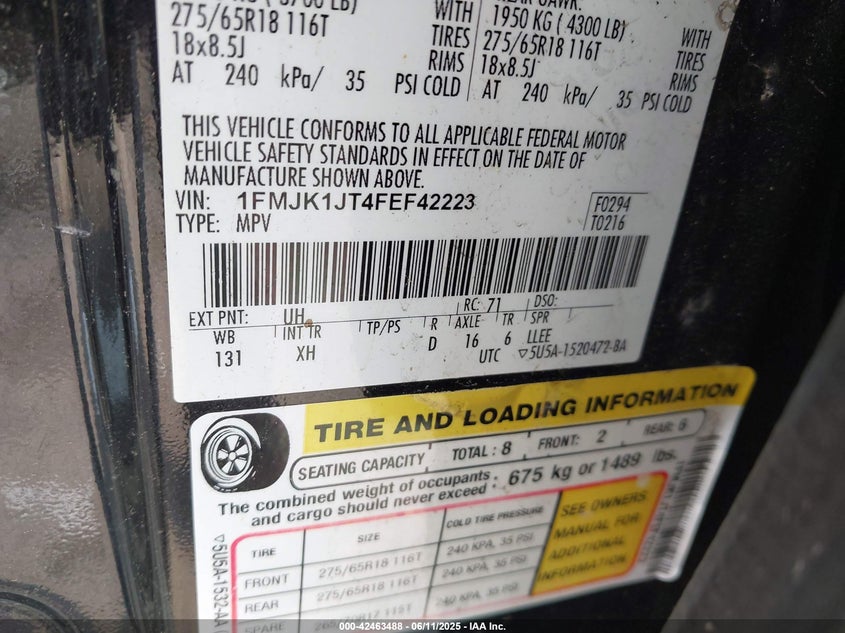 275/65R18 116T WITH
18x8.5J TIRES
RIMS
AT 240 kPa/ 35 PSI COLD
1950 KG ( 4300 LB) WITH
275/65R18 116T TIRES
18x8.5J RIMS
AT 240 kPa/ 35 PSI COLD
THIS VEHICLE CONFORMS TO ALL APPLICABLE FEDERAL MOTOR
VEHICLE SAFETY STANDARDS IN EFFECT ON THE DATE OF
MANUFACTURE SHOWN ABOVE.
VIN: 1FMJK1JT4FEF42223 F0294
TYPE: MPV T0216
EXT PNT: UH RC: 71 DSO:
WB INT TR TP/PS R AXLE TR SPR
131 XH D 16 6 LLEE
UTC ▽5U5A-1520472-BA
TIRE AND LOADING INFORMATION
SEATING CAPACITY TOTAL : 8 FRONT: 2 REAR: 6
The combined weight of occupants
and cargo should never exceed : 675 kg or 1489 lbs.
TIRE SIZE COLD TIRE PRESSURE
FRONT 275/65R18 116T 240 KPA, 35 PSI
REAR 275/65R18 116T 240 KPA, 35 PSI
SPARE
SEE OWNERS
MANUAL FOR
ADDITIONAL
INFORMATION
▽5U5A-1532-AA
000-42463488 - 06/11/2025 - IAA Inc.